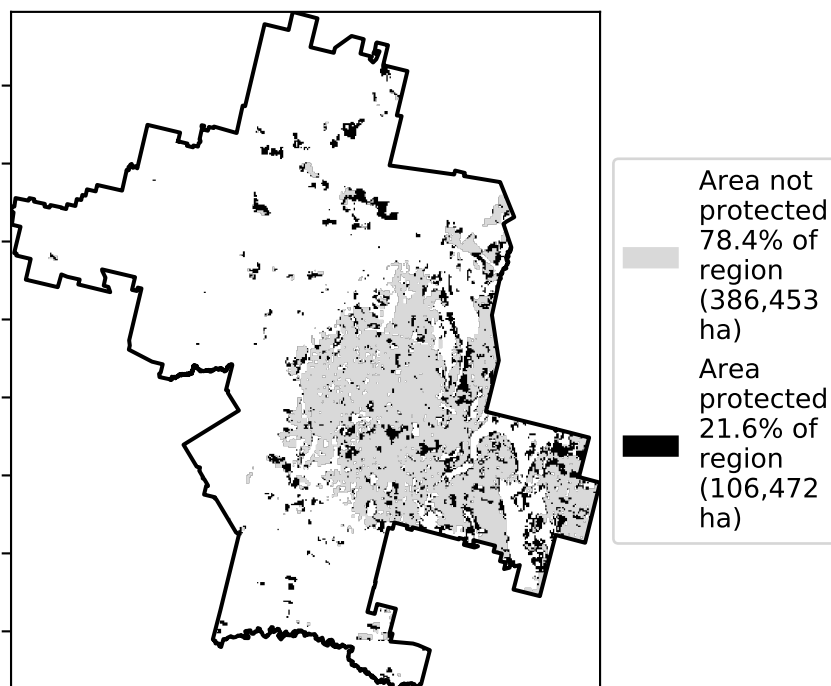 Area not
protected
78.4% of
region
(386,453
ha)
Area
protected
21.6% of
region
(106,472
ha)